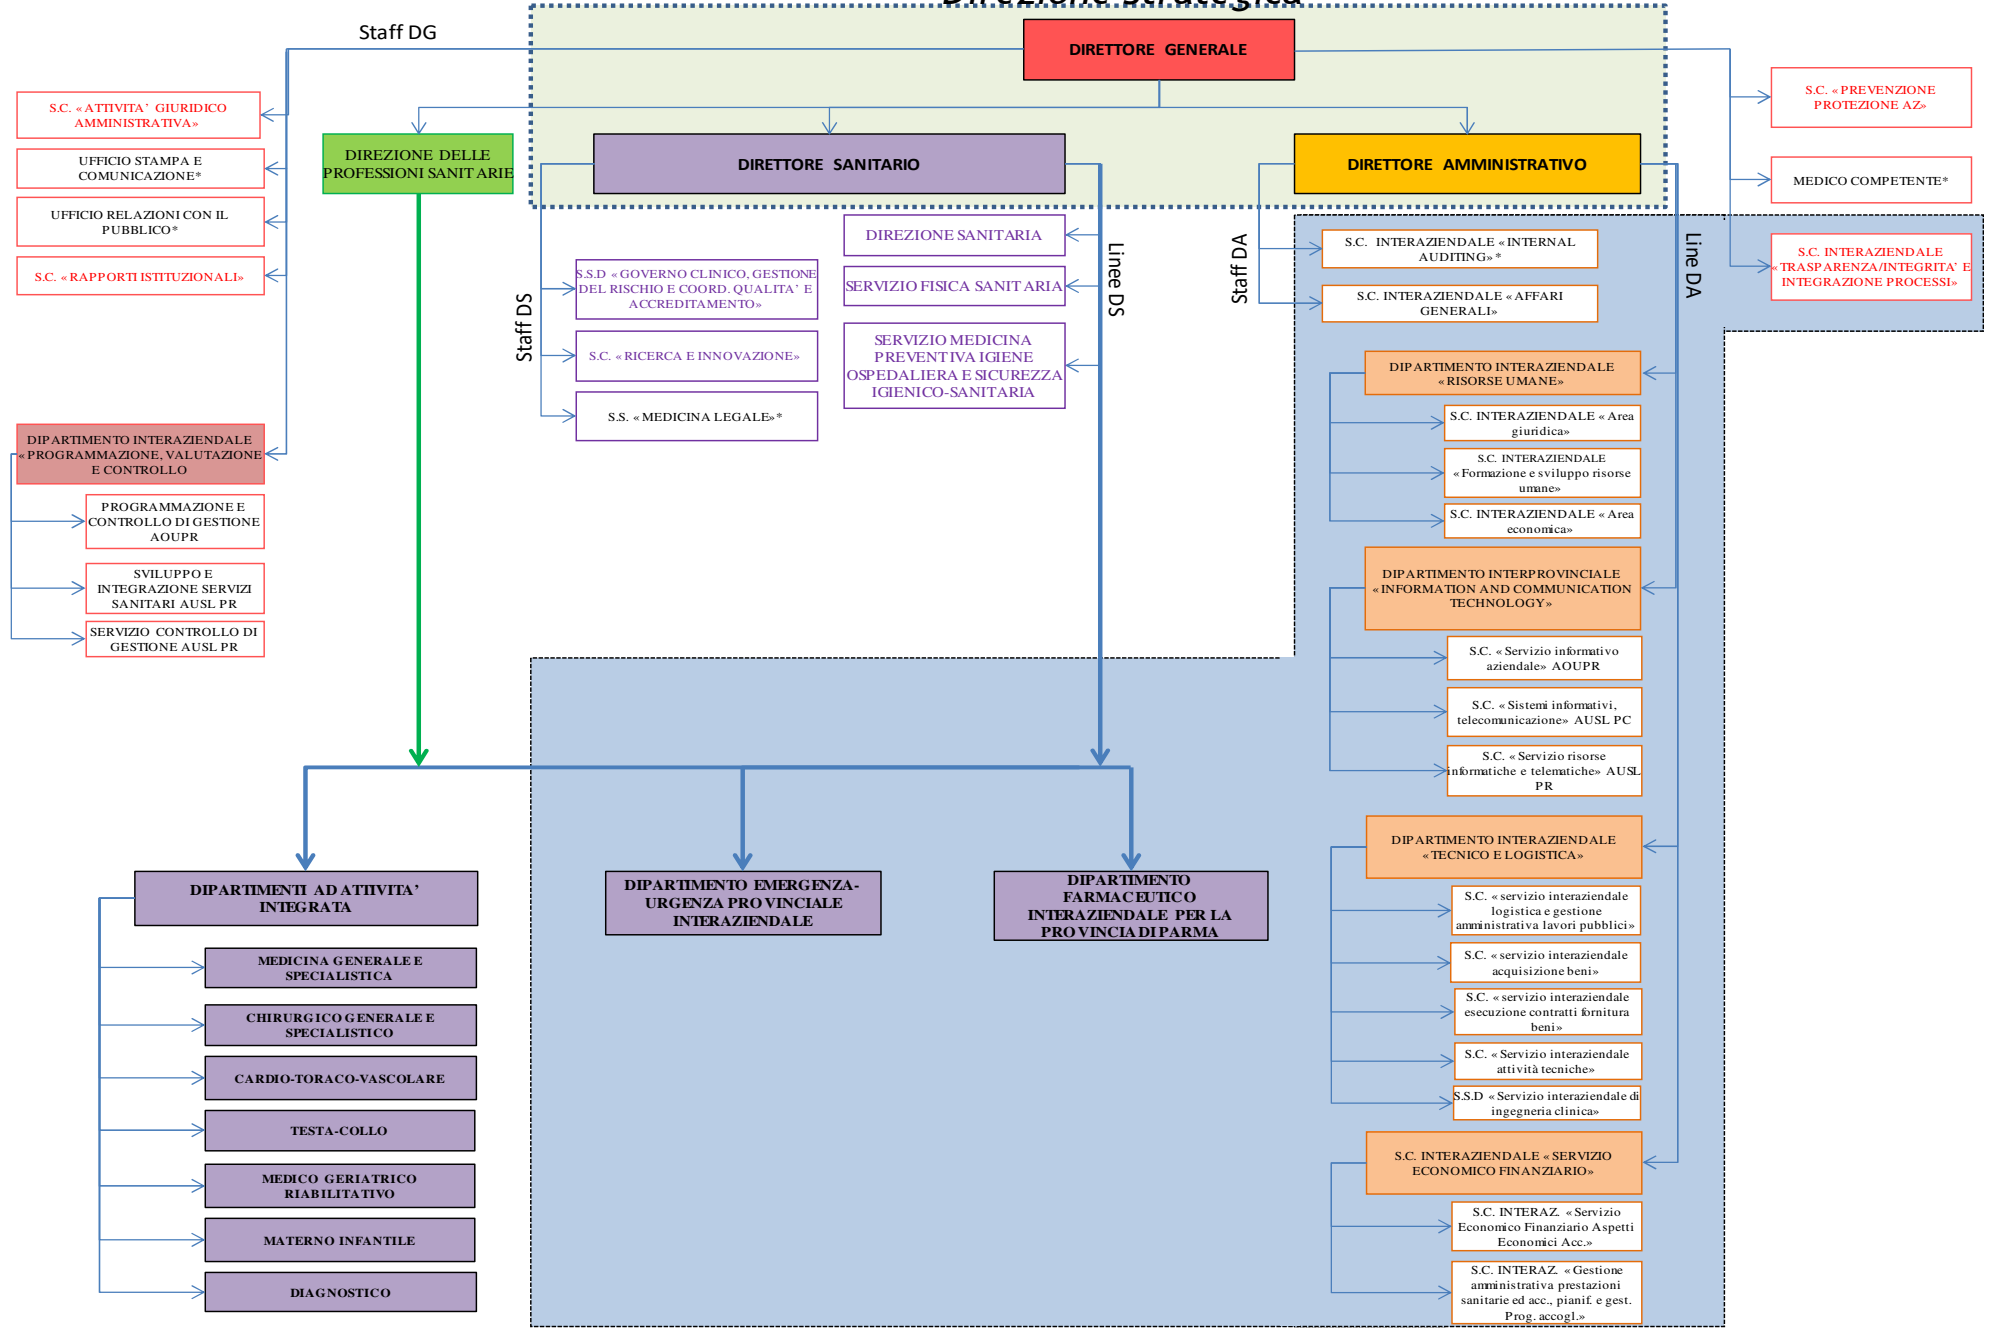 Direzione Strategica
Staff DG
DIRETTORE GENERALE
S.C. «ATTIVITA' GIURIDICO
AMMINISTRATIVA»
UFFICIO STAMPA E
COMUNICAZIONE*
UFFICIO RELAZIONI CON IL
PUBBLICO*
S.C. «RAPPORTI ISTITUZIONALI»
DIREZIONE DELLE
PROFESSIONI SANITARIE
DIRETTORE SANITARIO
DIRETTORE AMMINISTRATIVO
S.C. «PREVENZIONE
PROTEZIONE AZ»
MEDICO COMPETENTE*
S.C. INTERAZIENDALE
«TRASPARENZA/INTEGRITA' E
INTEGRAZIONE PROCESSI»
Staff DS
S.S.D «GOVERNO CLINICO, GESTIONE
DEL RISCHIO E COORD. QUALITA' E
ACCREDITAMENTO»
S.C. «RICERCA E INNOVAZIONE»
S.S. «MEDICINA LEGALE»*
DIREZIONE SANITARIA
SERVIZIO FISICA SANITARIA
SERVIZIO MEDICINA
PREVENTIVA IGIENE
OSPEDALIERA E SICUREZZA
IGIENICO-SANITARIA
Linee DS
Staff DA
S.C. INTERAZIENDALE «INTERNAL
AUDITING»*
S.C. INTERAZIENDALE «AFFARI
GENERALI»
Line DA
DIPARTIMENTO INTERAZIENDALE
«RISORSE UMANE»
S.C. INTERAZIENDALE «Area
giuridica»
S.C. INTERAZIENDALE
«Formazione e sviluppo risorse
umane»
S.C. INTERAZIENDALE «Area
economica»
DIPARTIMENTO INTERPROVINCIALE
«INFORMATION AND COMMUNICATION
TECHNOLOGY»
S.C. «Servizio informativo
aziendale» AOUPR
S.C. «Sistemi informativi,
telecomunicazione» AUSL PC
S.C. «Servizio risorse
informatiche e telematiche» AUSL
PR
DIPARTIMENTO INTERAZIENDALE
«TECNICO E LOGISTICA»
S.C. «servizio interaziendale
logistica e gestione
amministrativa lavori pubblici»
S.C. «servizio interaziendale
acquisizione beni»
S.C. «servizio interaziendale
esecuzione contratti fornitura
beni»
S.C. «Servizio interaziendale
attività tecniche»
S.S.D «Servizio interaziendale di
ingegneria clinica»
S.C. INTERAZIENDALE «SERVIZIO
ECONOMICO FINANZIARIO»
S.C. INTERAZ. «Servizio
Economico Finanziario Aspetti
Economici Acc.»
S.C. INTERAZ. «Gestione
amministrativa prestazioni
sanitarie ed acc., pianif. e gest.
Prog. accogl.»
DIPARTIMENTO INTERAZIENDALE
«PROGRAMMAZIONE, VALUTAZIONE
E CONTROLLO
PROGRAMMAZIONE E
CONTROLLO DI GESTIONE
AOUPR
SVILUPPO E
INTEGRAZIONE SERVIZI
SANITARI AUSL PR
SERVIZIO CONTROLLO DI
GESTIONE AUSL PR
DIPARTIMENTI AD ATTIVITA'
INTEGRATA
DIPARTIMENTO EMERGENZA-
URGENZA PROVINCIALE
INTERAZIENDALE
DIPARTIMENTO
FARMACEUTICO
INTERAZIENDALE PER LA
PROVINCIA DI PARMA
MEDICINA GENERALE E
SPECIALISTICA
CHIRURGICO GENERALE E
SPECIALISTICO
CARDIO-TORACO-VASCOLARE
TESTA-COLLO
MEDICO GERIATRICO
RIABILITATIVO
MATERNO INFANTILE
DIAGNOSTICO